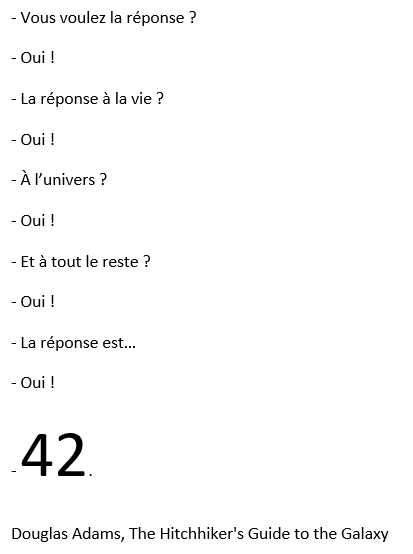 - Vous voulez la réponse ?
- Oui !
- La réponse à la vie ?
- Oui !
- À l’univers ?
- Oui !
- Et à tout le reste ?
- Oui !
- La réponse est...
- Oui !
- 42.
Douglas Adams, The Hitchhiker's Guide to the Galaxy